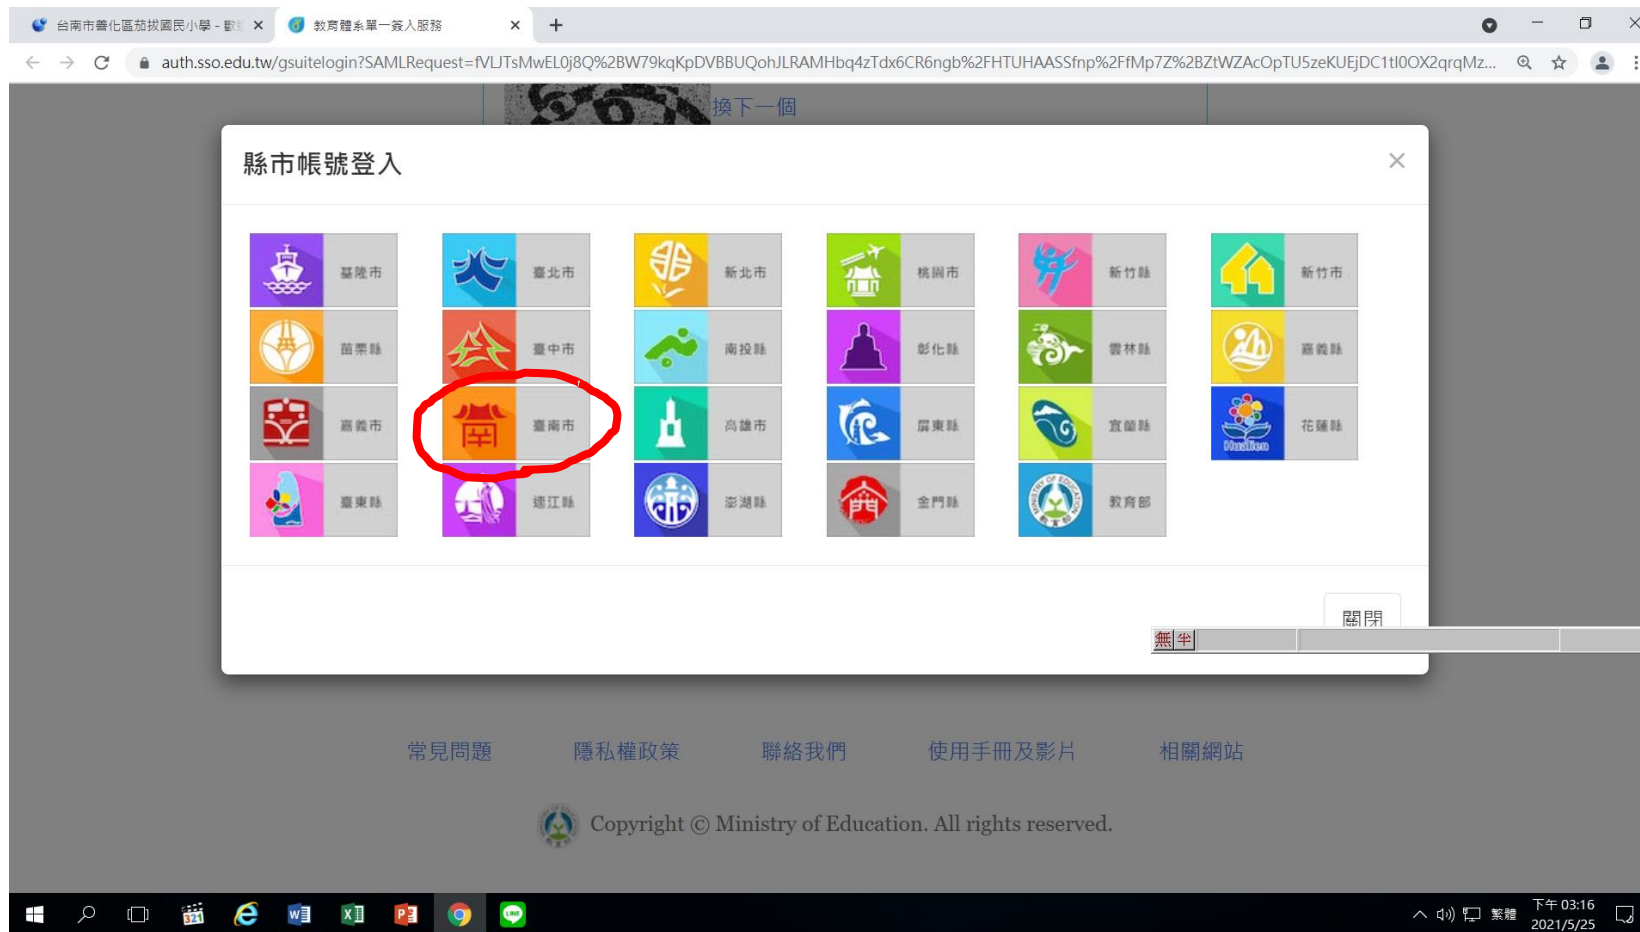 台南市善化區茄拔國民小學 - 歡
教育體系單一簽入服務
auth.sso.edu.tw/gsuitelogin?SAMLRequest=fVLJTsMwEL0j8Q%2BW79kqKpDVBBUQohJLRAMHbq4zTdx6CR6ngb%2FHTUHAASSfnp%2FfMp7Z%2BZtWZAcOpTU5zeKUEjDC1tI0OX2qrqMz...
換下一個
縣市帳號登入
基隆市 臺北市 新北市 桃園市 新竹縣 新竹市
苗栗縣 臺中市 南投縣 彰化縣 雲林縣 嘉義縣
嘉義市 南 臺南市 高雄市 屏東縣 宜蘭縣 Hualien 花蓮縣
臺東縣 連江縣 澎湖縣 金門縣 教育部
關閉
無 半
常見問題 隱私權政策 聯絡我們 使用手冊及影片 相關網站
Copyright © Ministry of Education. All rights reserved.
321 LINE 繁體 下午 03:16
2021/5/25